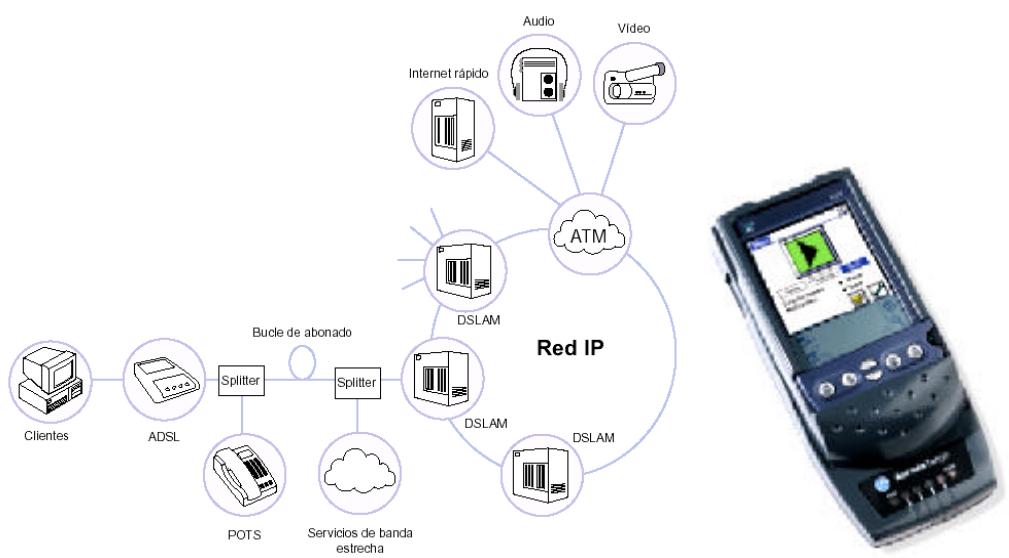 Audio
Vídeo
Internet rápido
ATM
DSLAM
Bucle de abonado
Red IP
Splitter
Splitter
DSLAM
Clientes
ADSL
DSLAM
POTS
Servicios de banda
estrecha